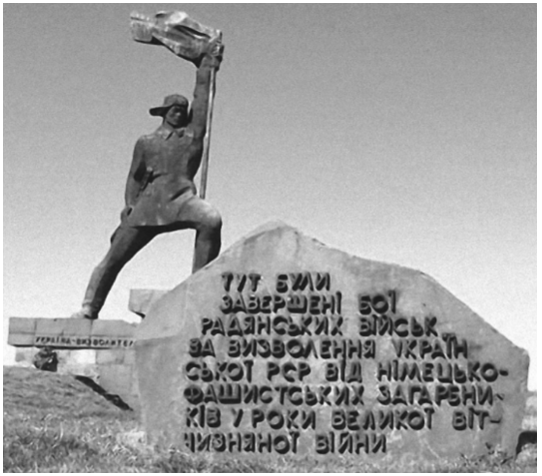 УКРАЇНА-ВИЗВОЛИТЕЛ
ТУТ БУЛИ
ЗАВЕРШЕНІ БОЇ
РАДЯНСЬКИХ ВІЙСЬК
ЗА ВИЗВОЛЕННЯ УКРАЇН
СЬКОЇ РСР ВІД НІМЕЦЬКО-
ФАШИСТСЬКИХ ЗАГАРБНИ-
КІВ У РОКИ ВЕЛИКОЇ ВІТ-
ЧИЗНЯНОЇ ВІЙНИ